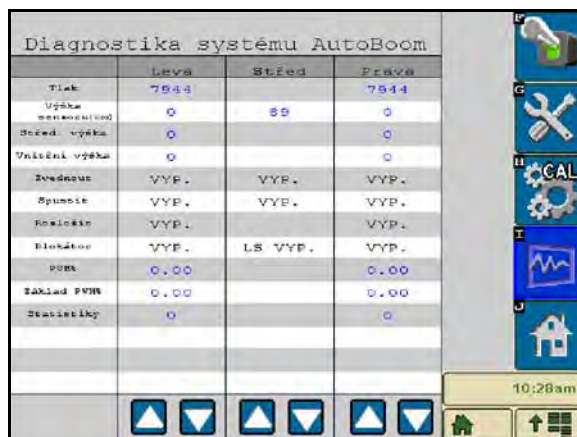 Diagnostika systému AutoBoom
Levá Střed Pravá
Tlak 7944 7944
Výška sensoru(cm) 0 89 0
Střed. výška 0 0
Vnitřní výška 0 0
Zvednout VYP. VYP. VYP.
Spustit VYP. VYP. VYP.
Rozložit VYP. VYP.
Blokátor VYP. LS VYP. VYP.
PWM% 0.00 0.00
Základ PWM% 0.00 0.00
Statistiky 0 0
F
G
H
CAL
I
J
10:28am